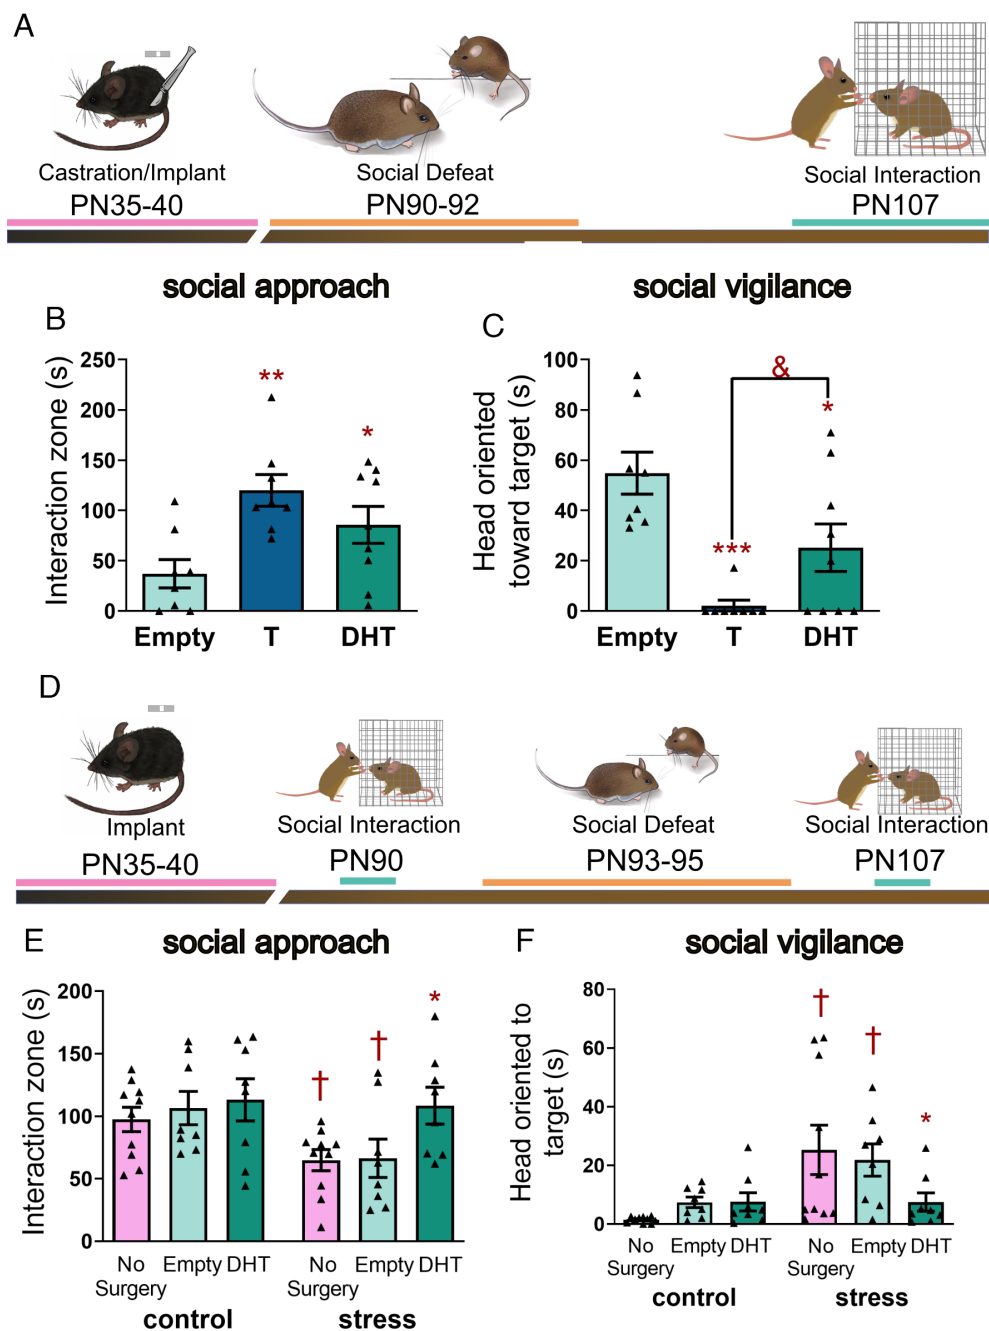 A
Castration/Implant
PN35-40
Social Defeat
PN90-92
Social Interaction
PN107
social approach
social vigilance
B
Interaction zone (s)
250
200
150
100
50
0
**
*
Empty
T
DHT
C
Head oriented
toward target (s)
100
80
60
40
20
0
&
*
***
Empty
T
DHT
D
Implant
PN35-40
Social Interaction
PN90
Social Defeat
PN93-95
Social Interaction
PN107
E
social approach
Interaction zone (s)
200
150
100
50
0
†
†
*
No Surgery
Empty
DHT
No Surgery
Empty
DHT
control
stress
F
social vigilance
Head oriented to
target (s)
80
60
40
20
0
†
†
*
No Surgery
Empty
DHT
No Surgery
Empty
DHT
control
stress